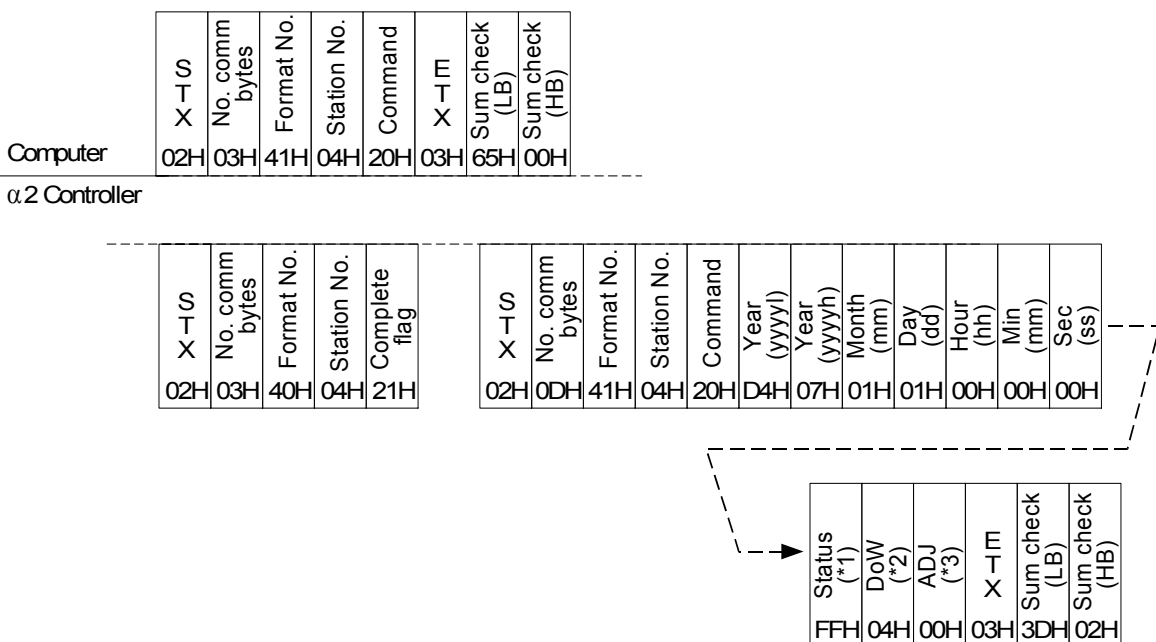 STX
No. comm bytes
Format No.
Station No.
Command
ETX
Sum check (LB)
Sum check (HB)
02H 03H 41H 04H 20H 03H 65H 00H
Computer
α2 Controller
STX
No. comm bytes
Format No.
Station No.
Complete flag
02H 03H 40H 04H 21H
STX
No. comm bytes
Format No.
Station No.
Command
Year (yyyyl)
Year (yyyyh)
Month (mm)
Day (dd)
Hour (hh)
Min (mm)
Sec (ss)
02H 0DH 41H 04H 20H D4H 07H 01H 01H 00H 00H 00H
Status (*1)
DoW (*2)
ADJ (*3)
ETX
Sum check (LB)
Sum check (HB)
FFH 04H 00H 03H 3DH 02H